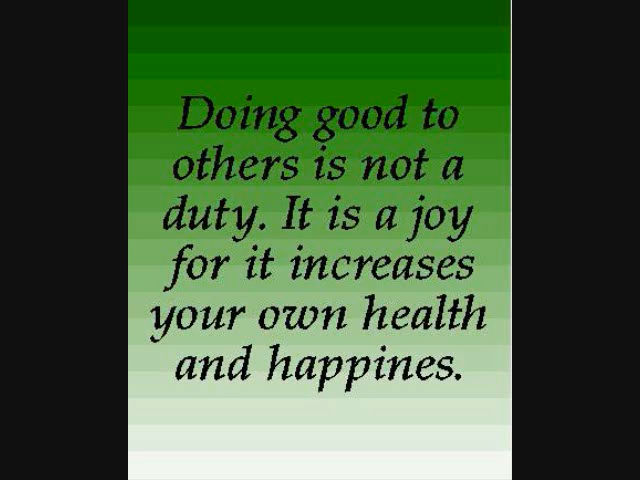 Doing good to
others is not a
duty. It is a joy
for it increases
your own health
and happines.